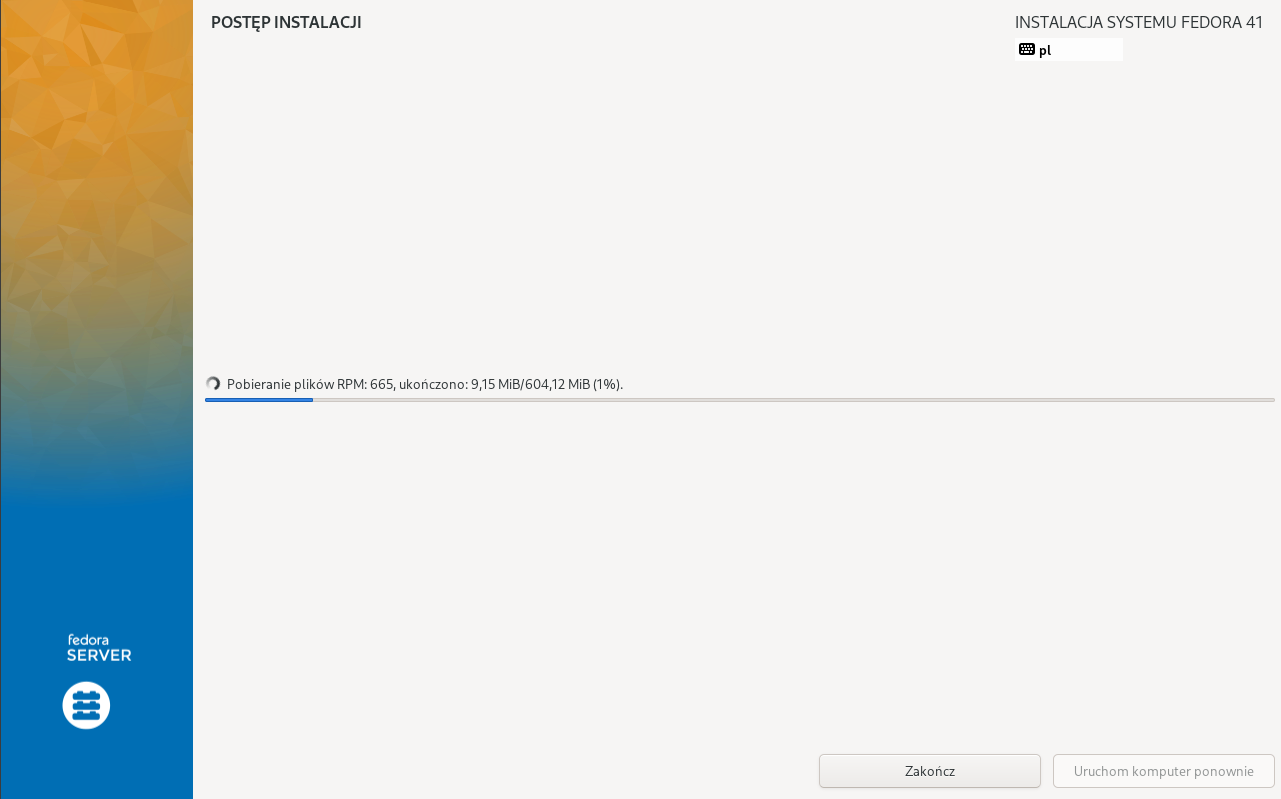 POSTĘP INSTALACJI
INSTALACJA SYSTEMU FEDORA 41
pl
Pobieranie plików RPM: 665, ukończono: 9,15 MiB/604,12 MiB (1%).
fedora
SERVER
Zakończ
Uruchom komputer ponownie